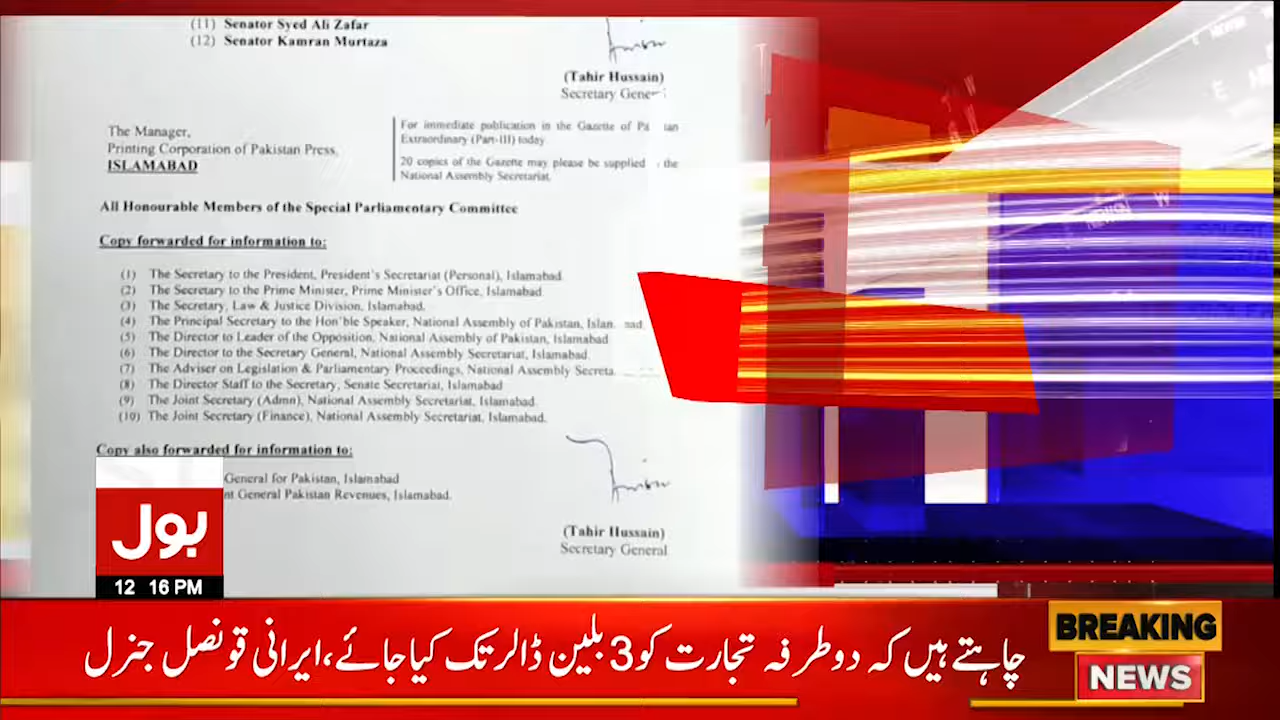 (11) Senator Syed Ali Zafar
(12) Senator Kamran Murtaza
(Tahir Hussain)
Secretary General
The Manager,
Printing Corporation of Pakistan Press,
ISLAMABAD
For immediate publication in the Gazette of Pa tan
Extraordinary (Part-III) today.
20 copies of the Gazette may please be supplied the
National Assembly Secretariat.
All Honourable Members of the Special Parliamentary Committee
Copy forwarded for information to:
(1) The Secretary to the President, President's Secretariat (Personal), Islamabad.
(2) The Secretary to the Prime Minister, Prime Minister's Office, Islamabad.
(3) The Secretary, Law & Justice Division, Islamabad.
(4) The Principal Secretary to the Hon'ble Speaker, National Assembly of Pakistan, Islan ad.
(5) The Director to Leader of the Opposition, National Assembly of Pakistan, Islamabad
(6) The Director to the Secretary General, National Assembly Secretariat, Islamabad.
(7) The Adviser on Legislation & Parliamentary Proceedings, National Assembly Secreta
(8) The Director Staff to the Secretary, Senate Secretariat, Islamabad
(9) The Joint Secretary (Admn), National Assembly Secretariat, Islamabad.
(10) The Joint Secretary (Finance), National Assembly Secretariat, Islamabad.
Copy also forwarded for information to:
General for Pakistan, Islamabad
nt General Pakistan Revenues, Islamabad.
(Tahir Hussain)
Secretary General
بول
12 16 PM
چاہتے ہیں کہ دو طرفہ تجارت کو 3 بلین ڈالر تک کیا جائے، ایرانی قونصل جنرل
BREAKING
NEWS